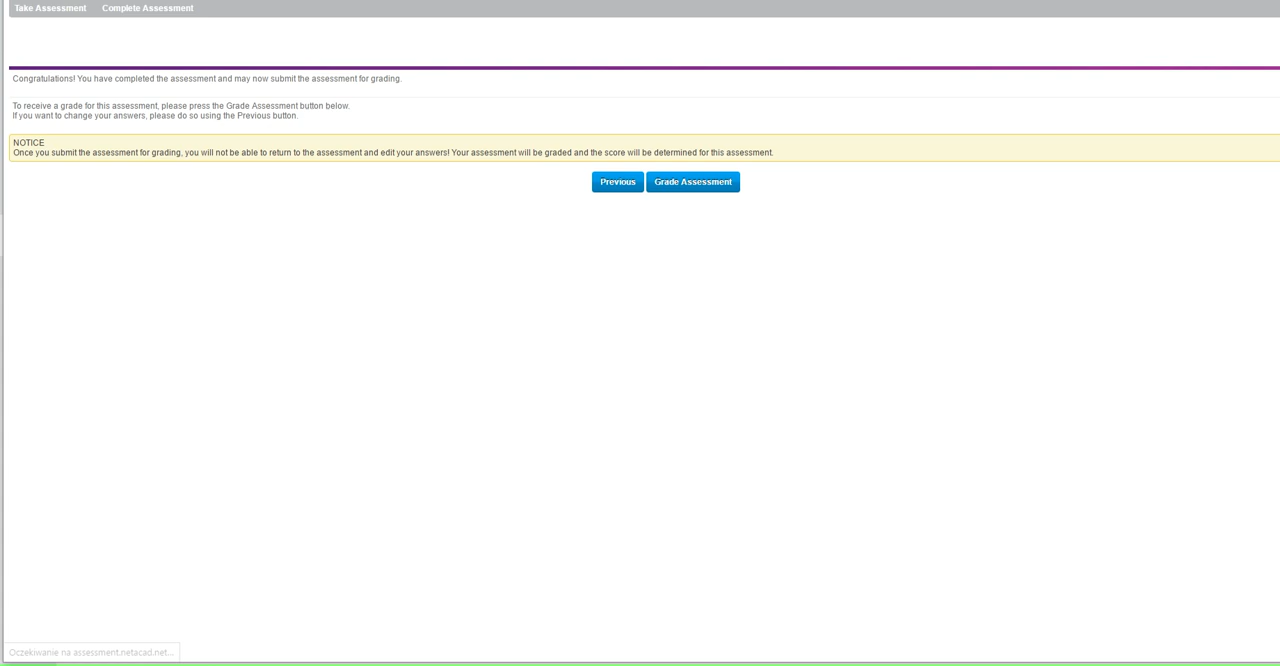 Take Assessment Complete Assessment
Congratulations! You have completed the assessment and may now submit the assessment for grading.
To receive a grade for this assessment, please press the Grade Assessment button below.
If you want to change your answers, please do so using the Previous button.
NOTICE
Once you submit the assessment for grading, you will not be able to return to the assessment and edit your answers! Your assessment will be graded and the score will be determined for this assessment.
Previous Grade Assessment
Oczekiwanie na assessment.netacad.net...